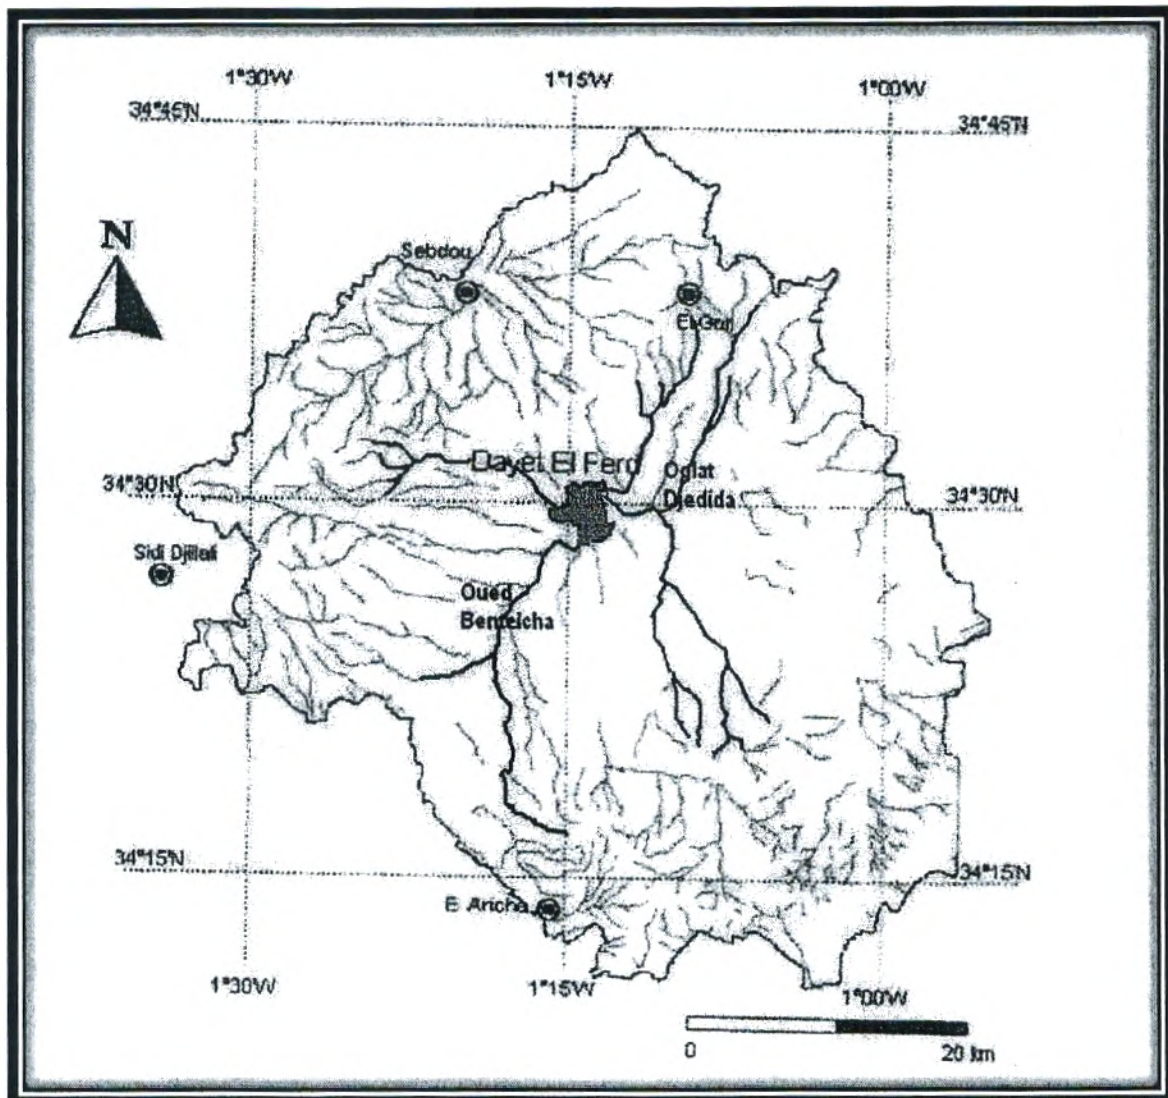 1°30'W 1°15'W 1°00'W
34°45'N 34°45'N
N
Sebdou
El Gor
Dayet El Ferd
Oglat
Djedida
34°30'N 34°30'N
Sidi Djillali
Oued
Benteicha
34°15'N 34°15'N
El Aricha
1°30'W 1°15'W 1°00'W
0 20 km